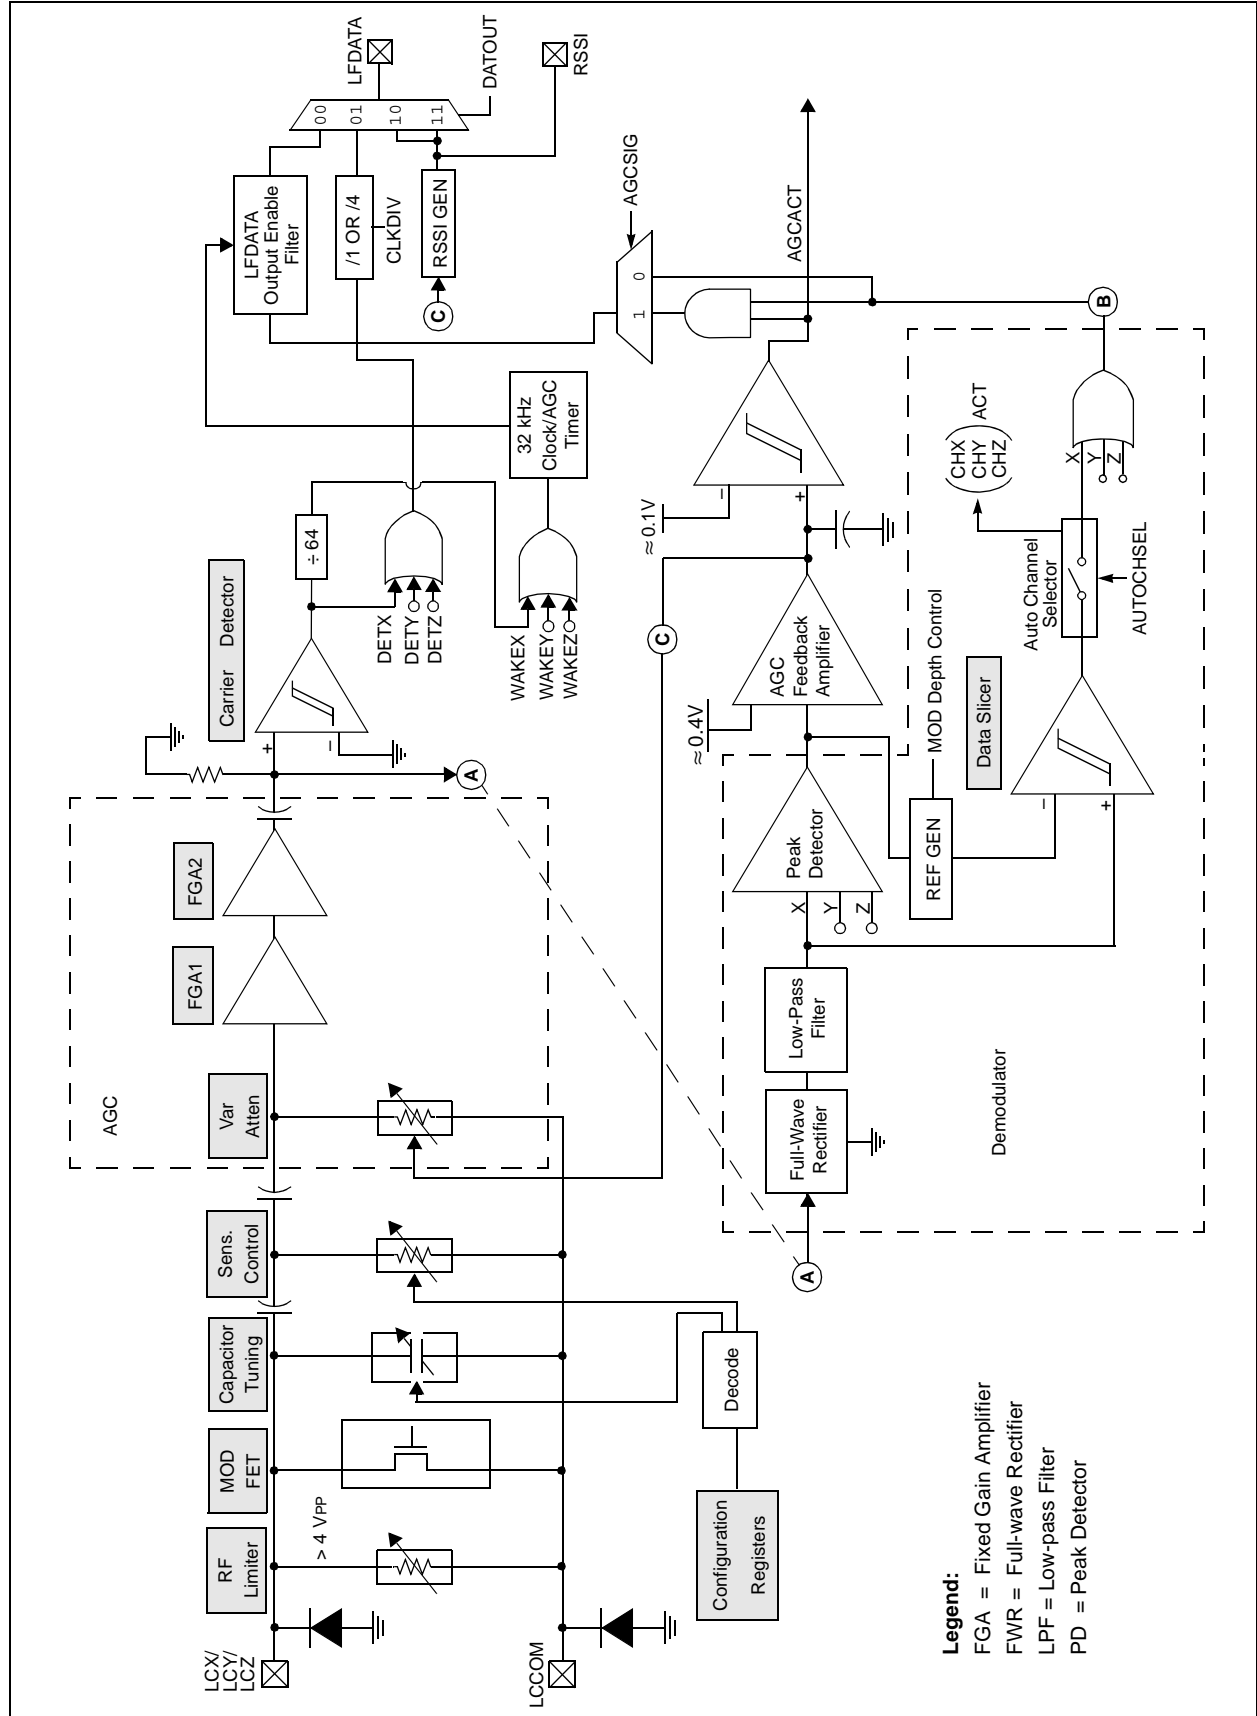 LCX/
LCY/
LCZ
LCCOM
RF
Limiter
> 4 VPP
MOD
FET
Capacitor
Tuning
Sens.
Control
Var
Atten
AGC
FGA1
FGA2
A
Carrier Detector
+
–
÷ 64
DETX
DETY
DETZ
WAKEX
WAKEY
WAKEZ
32 kHz
Clock/AGC
Timer
LFDATA
Output Enable
Filter
/1 OR /4
CLKDIV
C
RSSI GEN
00
01
10
11
LFDATA
DATOUT
RSSI
Configuration
Registers
Decode
A
Full-Wave
Rectifier
Low-Pass
Filter
X
Y
Z
Peak
Detector
≈ 0.4V
AGC
Feedback
Amplifier
C
≈ 0.1V
–
+
1
0
AGCSIG
AGCACT
Demodulator
REF GEN
MOD Depth Control
Data Slicer
–
+
Auto Channel
Selector
AUTOCHSEL
CHX
CHY
CHZ
ACT
X
Y
Z
B
Legend:
FGA = Fixed Gain Amplifier
FWR = Full-wave Rectifier
LPF = Low-pass Filter
PD = Peak Detector